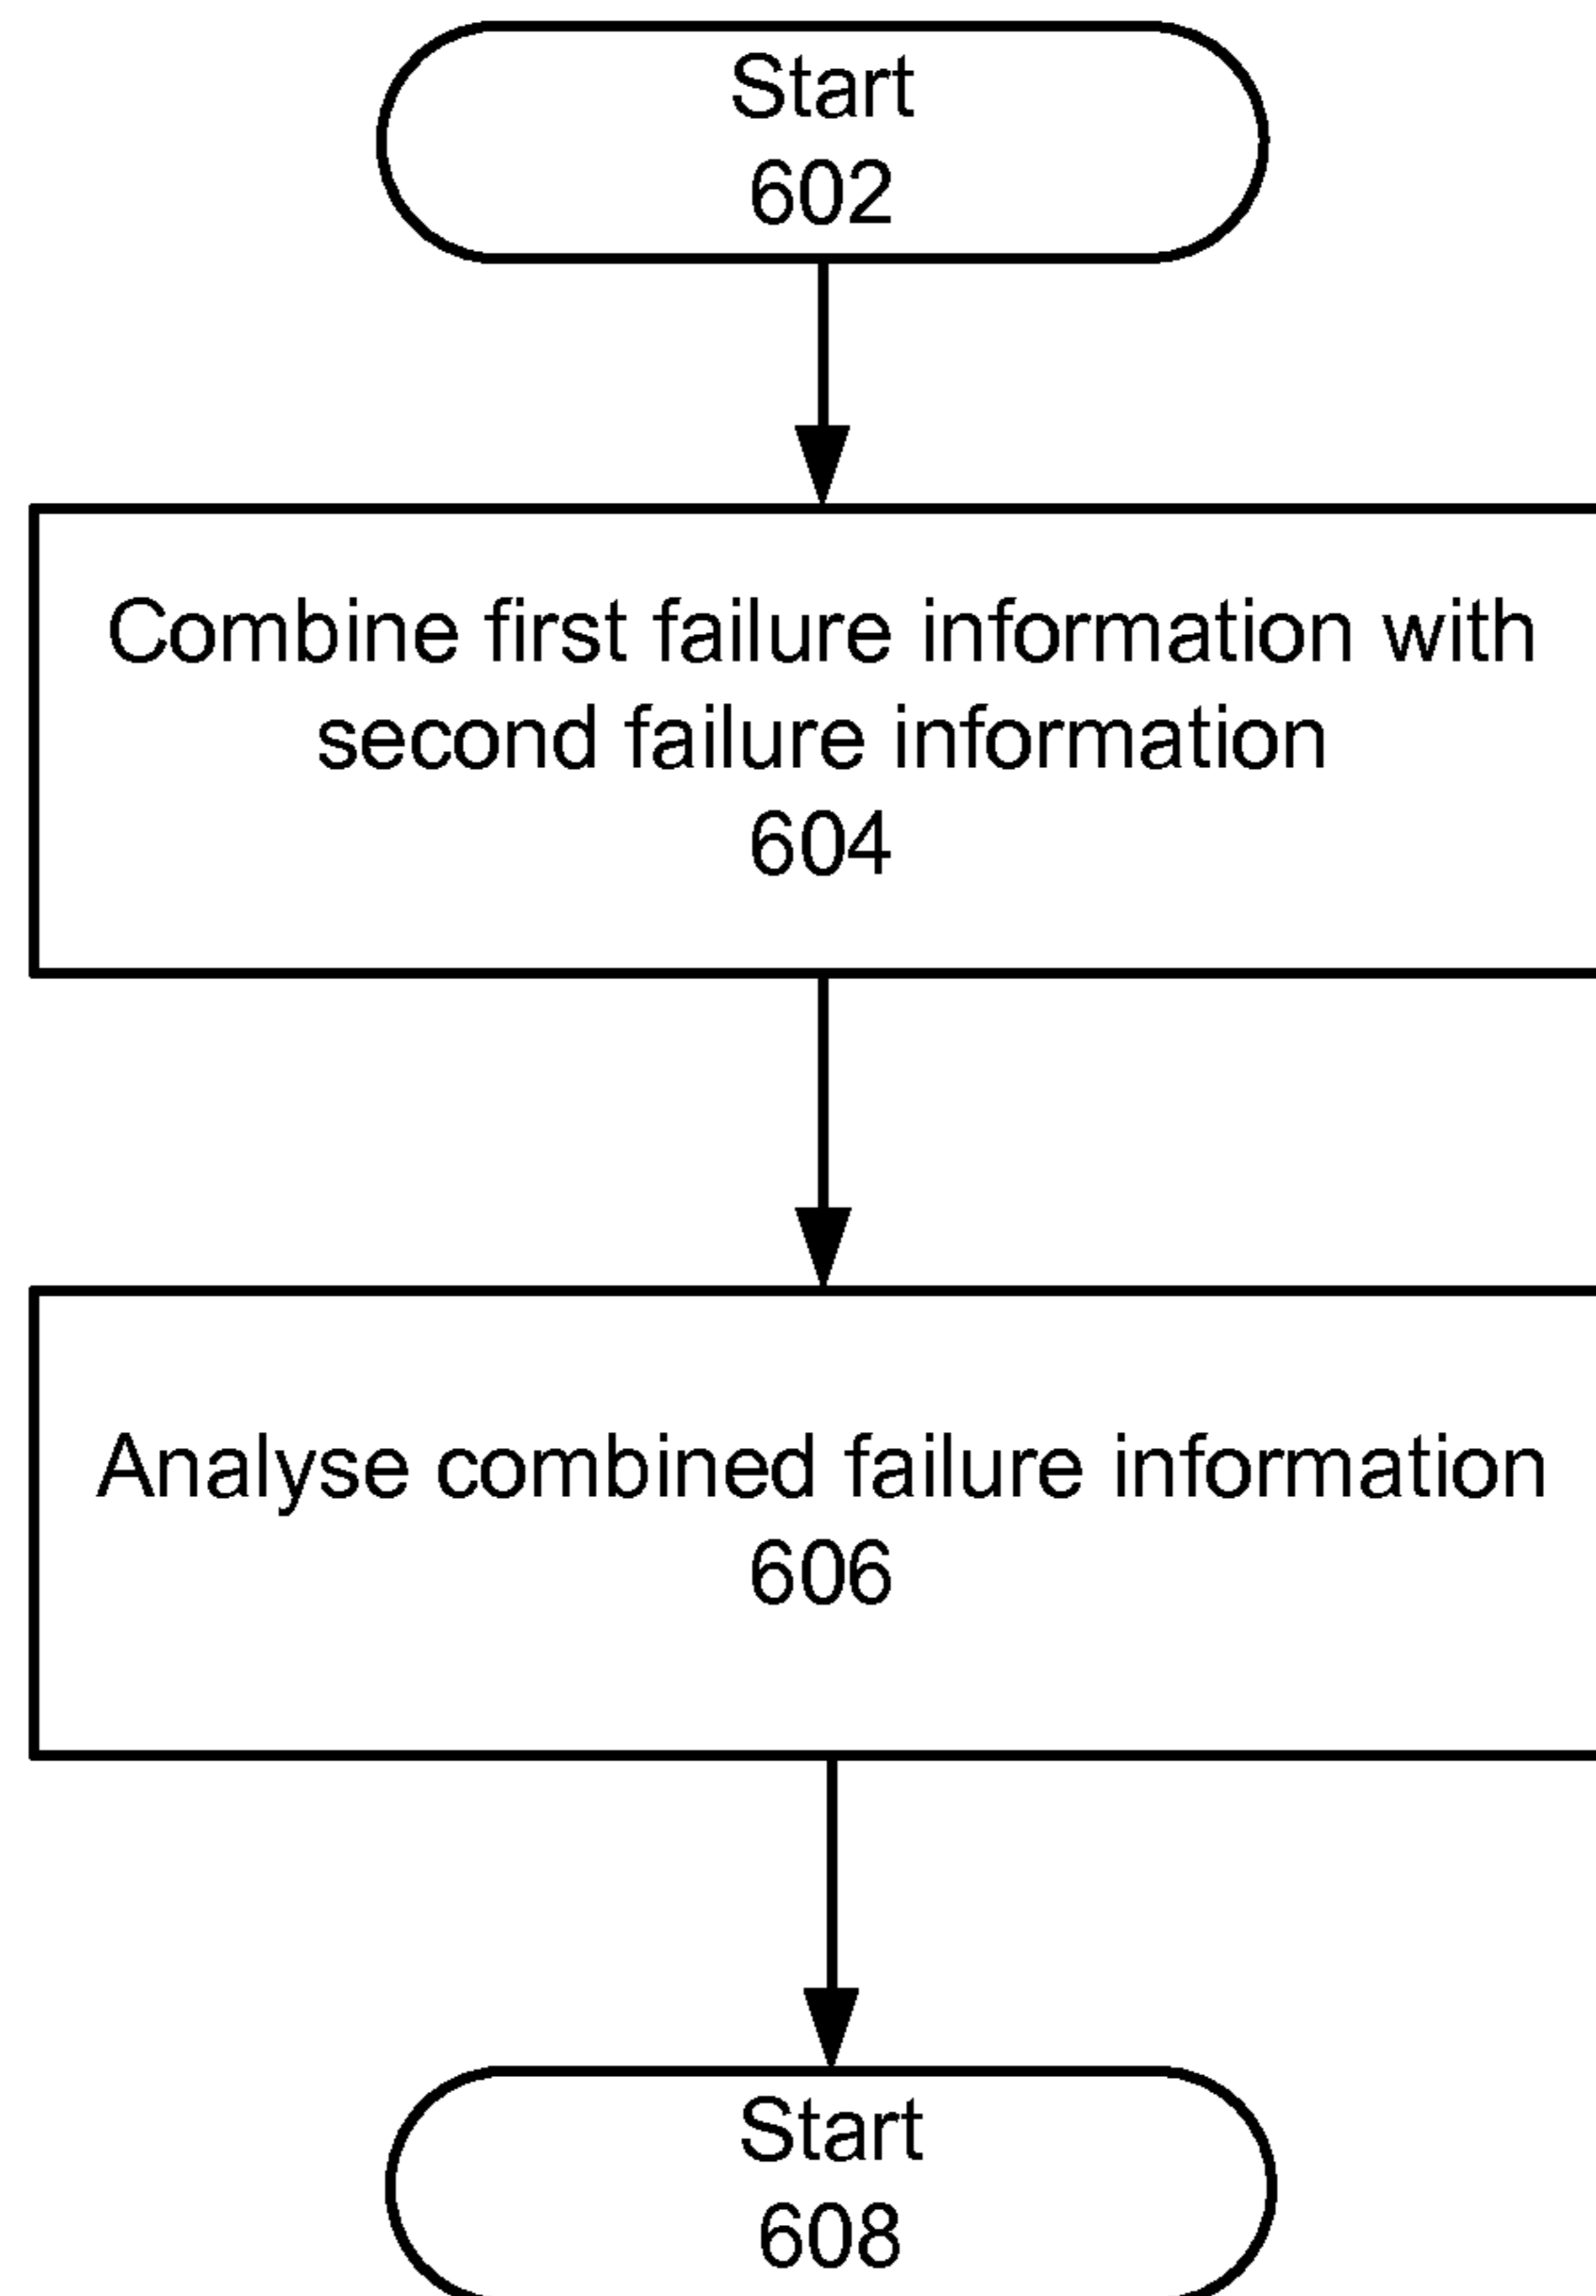 Start
602
Combine first failure information with
second failure information
604
Analyse combined failure information
606
Start
608